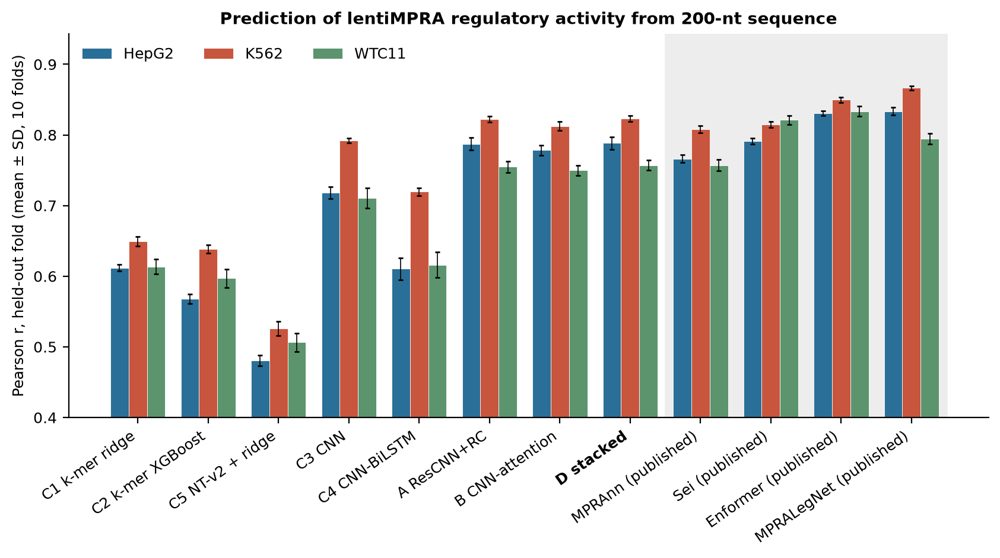 Prediction of lentiMPRA regulatory activity from 200-nt sequence
HepG2 K562 WTC11
Pearson r, held-out fold (mean ± SD, 10 folds)
0.9
0.8
0.7
0.6
0.5
0.4
C1 k-mer ridge
C2 k-mer XGBoost
C5 NT-v2 + ridge
C3 CNN
C4 CNN-BiLSTM
A ResCNN+RC
B CNN-attention
D stacked
MPRAnn (published)
Sei (published)
Enformer (published)
MPRALegNet (published)